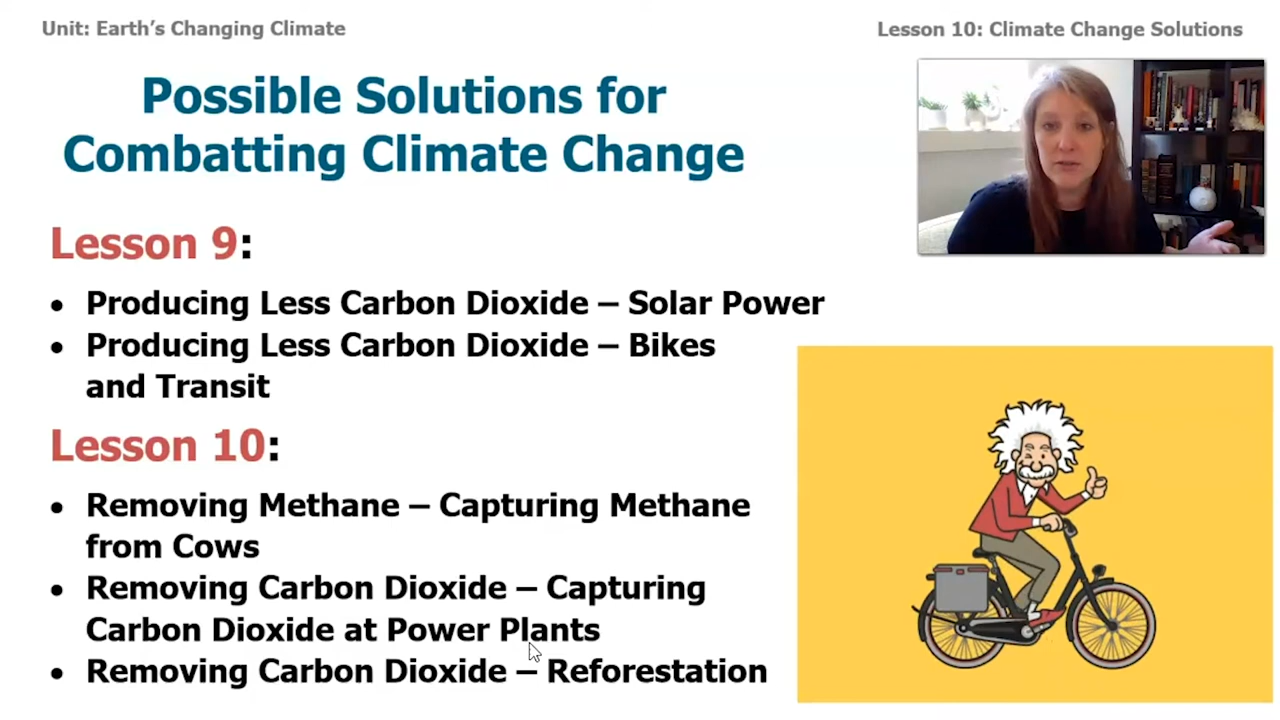 Unit: Earth's Changing Climate
Lesson 10: Climate Change Solutions
Possible Solutions for
Combatting Climate Change
Lesson 9:
• Producing Less Carbon Dioxide – Solar Power
• Producing Less Carbon Dioxide – Bikes
and Transit
Lesson 10:
• Removing Methane – Capturing Methane
from Cows
• Removing Carbon Dioxide – Capturing
Carbon Dioxide at Power Plants
• Removing Carbon Dioxide – Reforestation